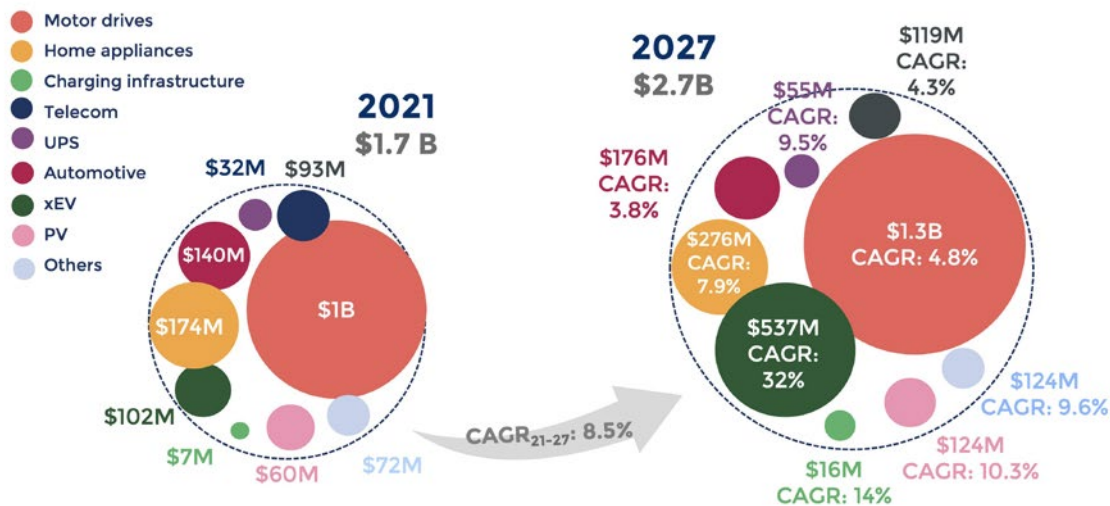 Motor drives
Home appliances
Charging infrastructure
Telecom
UPS
Automotive
xEV
PV
Others
2021
$1.7 B
$32M
$93M
$140M
$1B
$174M
$102M
$7M
$60M
$72M
CAGR21-27: 8.5%
2027
$2.7B
$119M
CAGR:
4.3%
$55M
CAGR:
9.5%
$176M
CAGR:
3.8%
$1.3B
CAGR: 4.8%
$276M
CAGR:
7.9%
$537M
CAGR:
32%
$124M
CAGR: 9.6%
$124M
CAGR: 10.3%
$16M
CAGR: 14%